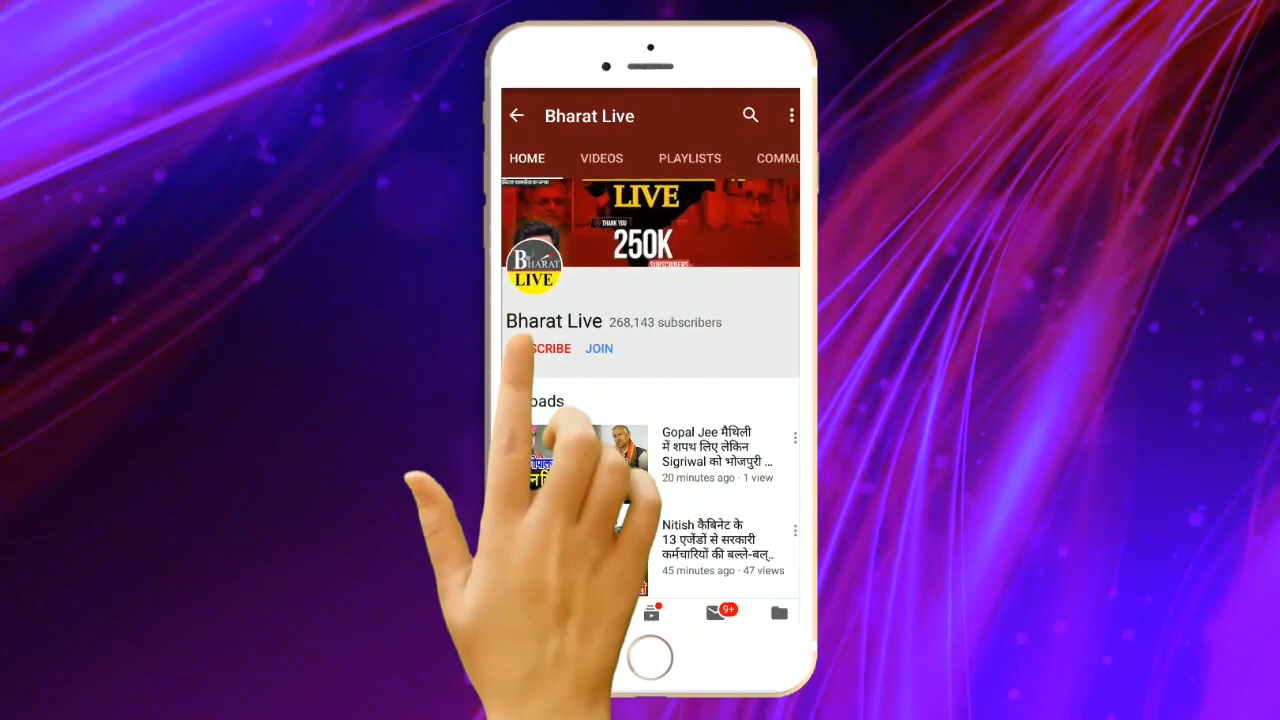 Bharat Live
HOME VIDEOS PLAYLISTS COMMU
LIVE
THANK YOU
250K
SUBSCRIBERS
BHARAT
LIVE
Bharat Live 268,143 subscribers
SCRIBE JOIN
oads
Gopal Jee मैथिली
में शपथ लिए लेकिन
Sigriwal को भोजपुरी ...
20 minutes ago · 1 view
Nitish कैबिनेट के
13 एजेंडों से सरकारी
कर्मचारियों की बल्ले-बल्..
45 minutes ago · 47 views
9+